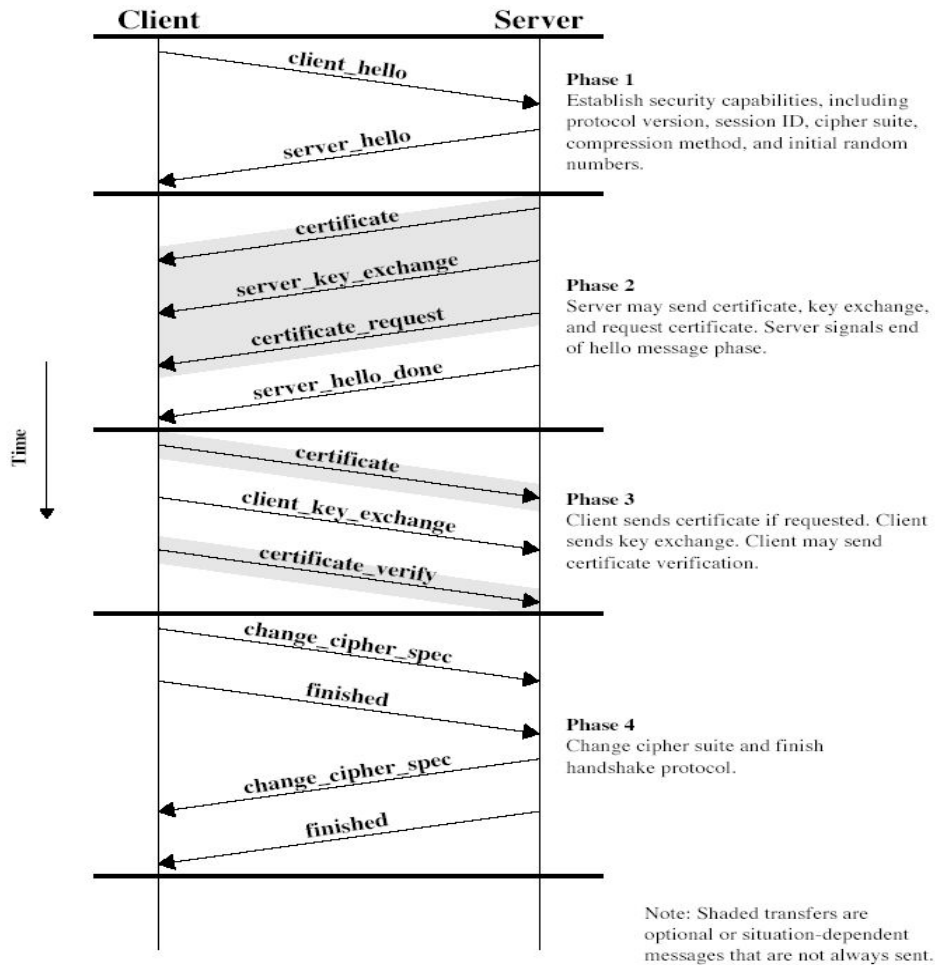 Client Server
client_hello
Phase 1
Establish security capabilities, including
protocol version, session ID, cipher suite,
compression method, and initial random
numbers.
server_hello
certificate
server_key_exchange
Phase 2
Server may send certificate, key exchange,
and request certificate. Server signals end
of hello message phase.
certificate_request
server_hello_done
Time
certificate
client_key_exchange
Phase 3
Client sends certificate if requested. Client
sends key exchange. Client may send
certificate verification.
certificate_verify
change_cipher_spec
finished
Phase 4
Change cipher suite and finish
handshake protocol.
change_cipher_spec
finished
Note: Shaded transfers are
optional or situation-dependent
messages that are not always sent.